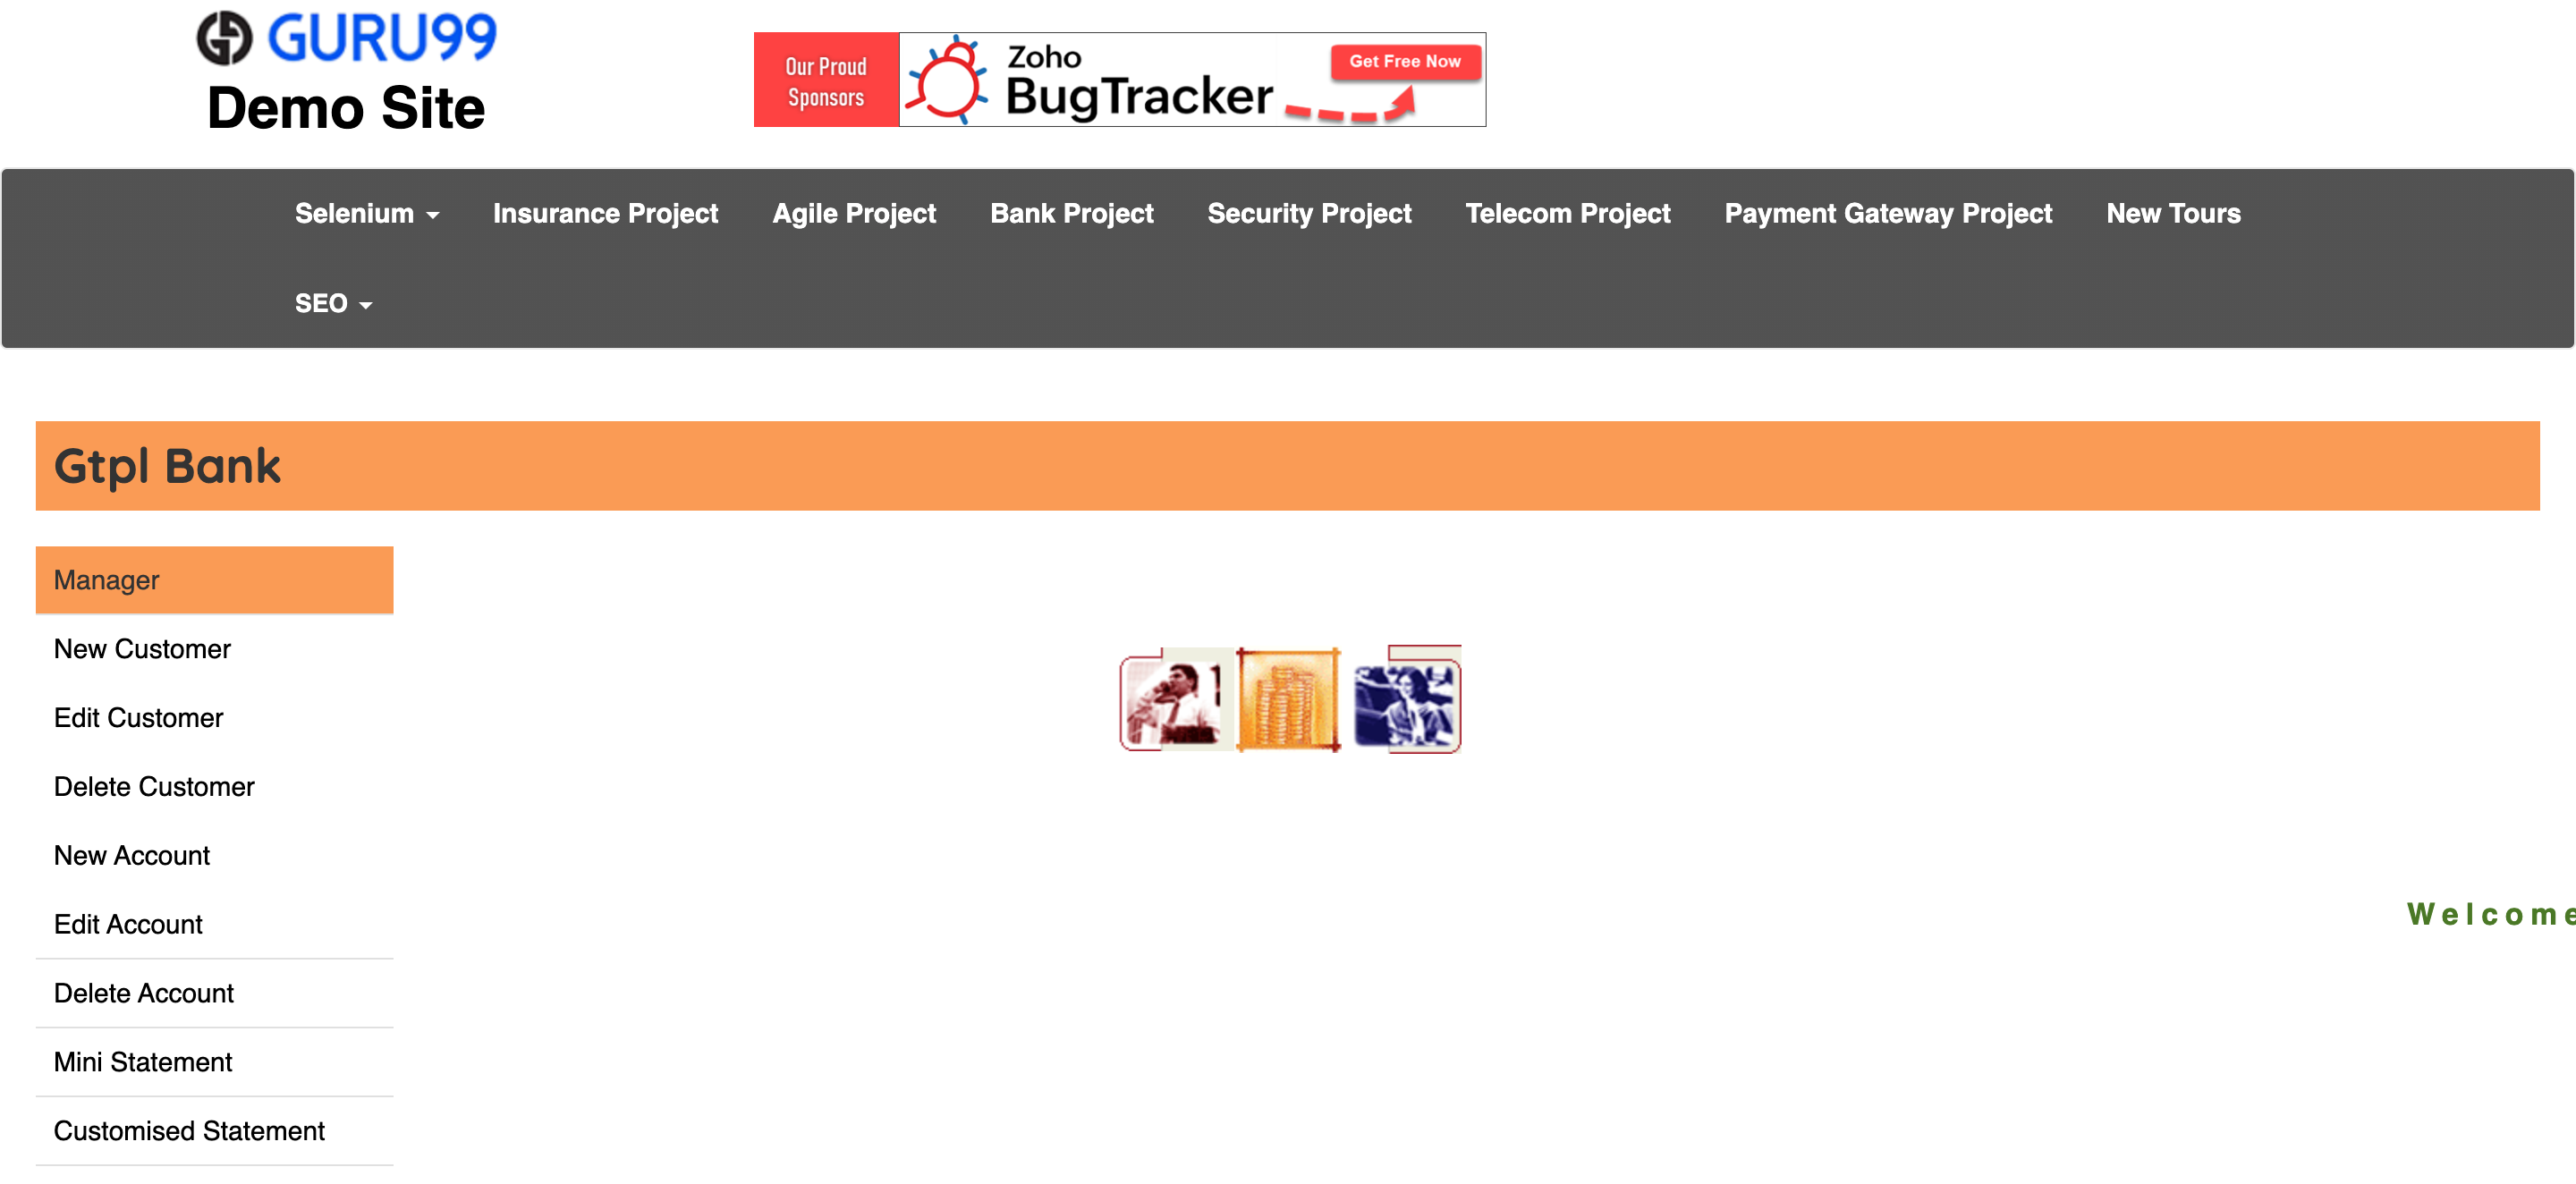 GURU99
Demo Site
Our Proud
Sponsors
Zoho
BugTracker
Get Free Now
Selenium
Insurance Project
Agile Project
Bank Project
Security Project
Telecom Project
Payment Gateway Project
New Tours
SEO
Gtpl Bank
Manager
New Customer
Edit Customer
Delete Customer
New Account
Edit Account
Welcome
Delete Account
Mini Statement
Customised Statement